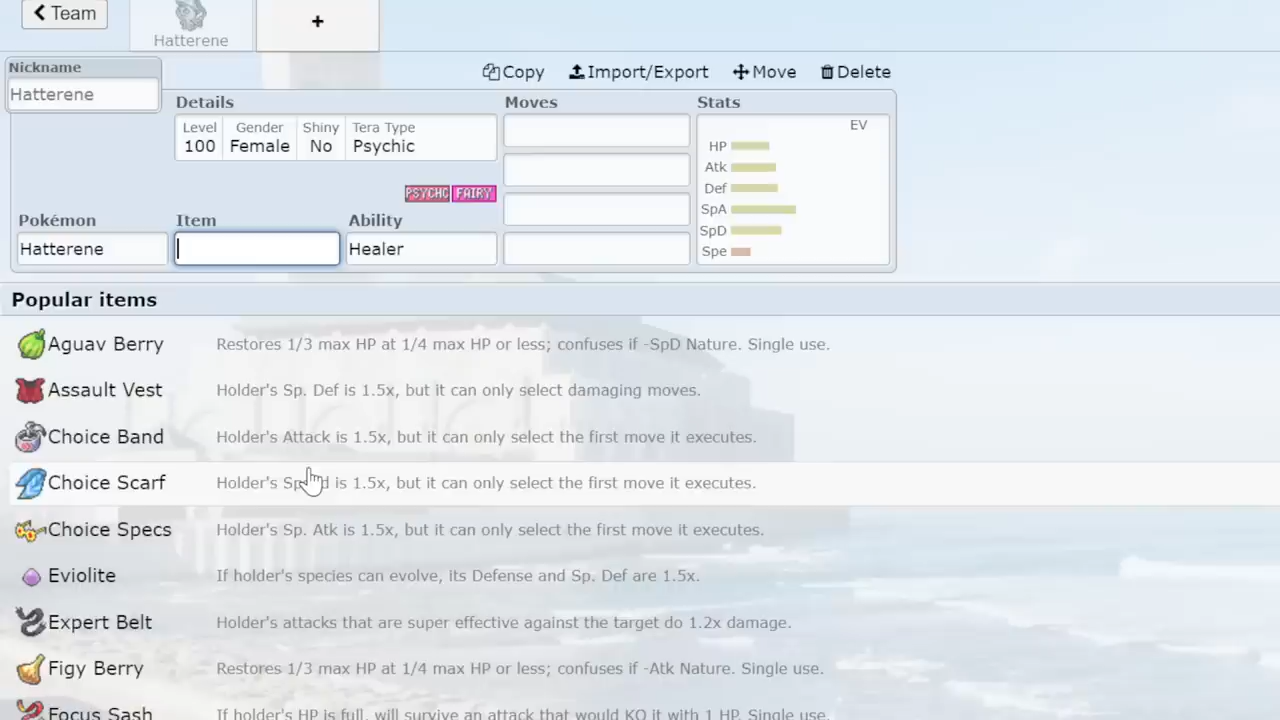 Team
Hatterene
+
Nickname
Hatterene
Copy
Import/Export
Move
Delete
Details
Moves
Stats
Level
Gender
Shiny
Tera Type
100
Female
No
Psychic
EV
HP
Atk
Def
SpA
SpD
Spe
PSYCHC
FAIRY
Pokémon
Item
Ability
Hatterene
Healer
Popular items
Aguav Berry Restores 1/3 max HP at 1/4 max HP or less; confuses if -SpD Nature. Single use.
Assault Vest Holder's Sp. Def is 1.5x, but it can only select damaging moves.
Choice Band Holder's Attack is 1.5x, but it can only select the first move it executes.
Choice Scarf Holder's Speed is 1.5x, but it can only select the first move it executes.
Choice Specs Holder's Sp. Atk is 1.5x, but it can only select the first move it executes.
Eviolite If holder's species can evolve, its Defense and Sp. Def are 1.5x.
Expert Belt Holder's attacks that are super effective against the target do 1.2x damage.
Figy Berry Restores 1/3 max HP at 1/4 max HP or less; confuses if -Atk Nature. Single use.
Focus Sash If holder's HP is full, will survive an attack that would KO it with 1 HP. Single use.